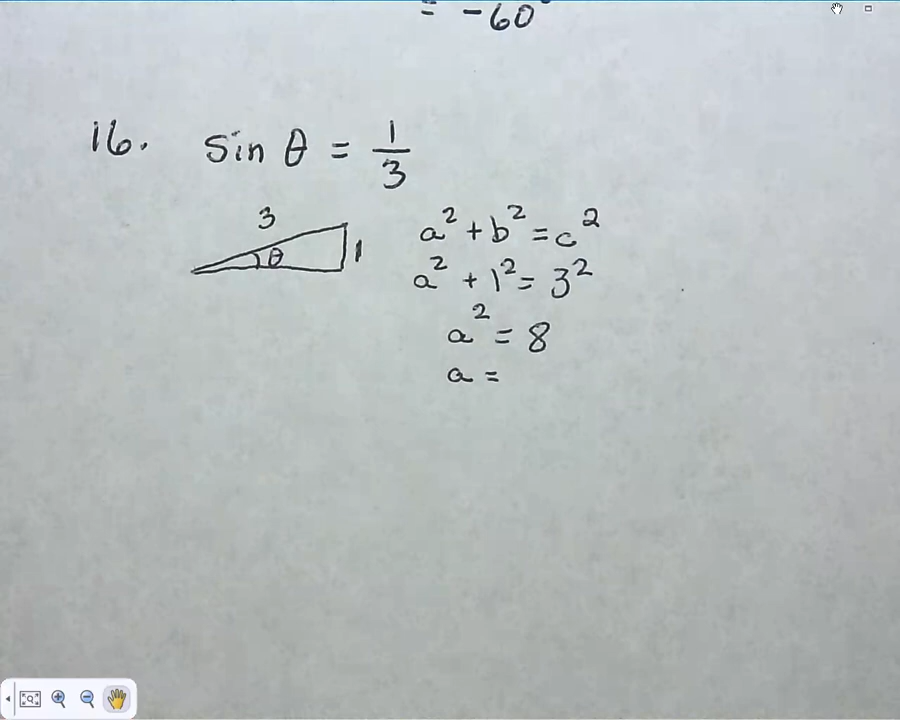 = -60°
16. sin θ = 1/3
3
θ
1
a² + b² = c²
a² + 1² = 3²
a² = 8
a =